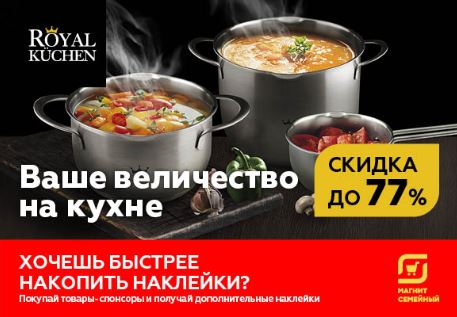 ROYAL
KÜCHEN
Ваше величество
на кухне
СКИДКА
ДО 77%
ХОЧЕШЬ БЫСТРЕЕ
НАКОПИТЬ НАКЛЕЙКИ?
Покупай товары-спонсоры и получай дополнительные наклейки
МАГНИТ
СЕМЕЙНЫЙ